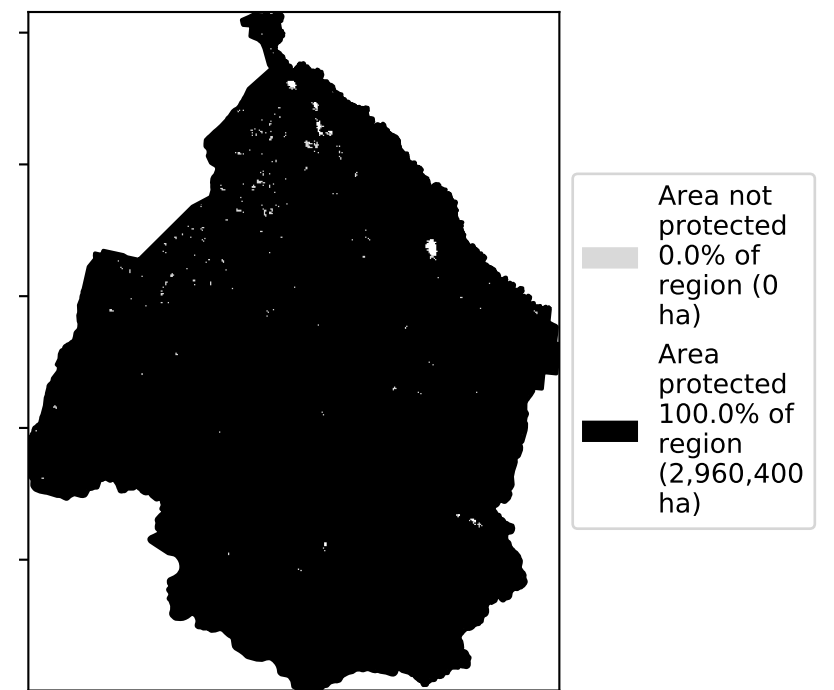 Area not
protected
0.0% of
region (0
ha)
Area
protected
100.0% of
region
(2,960,400
ha)